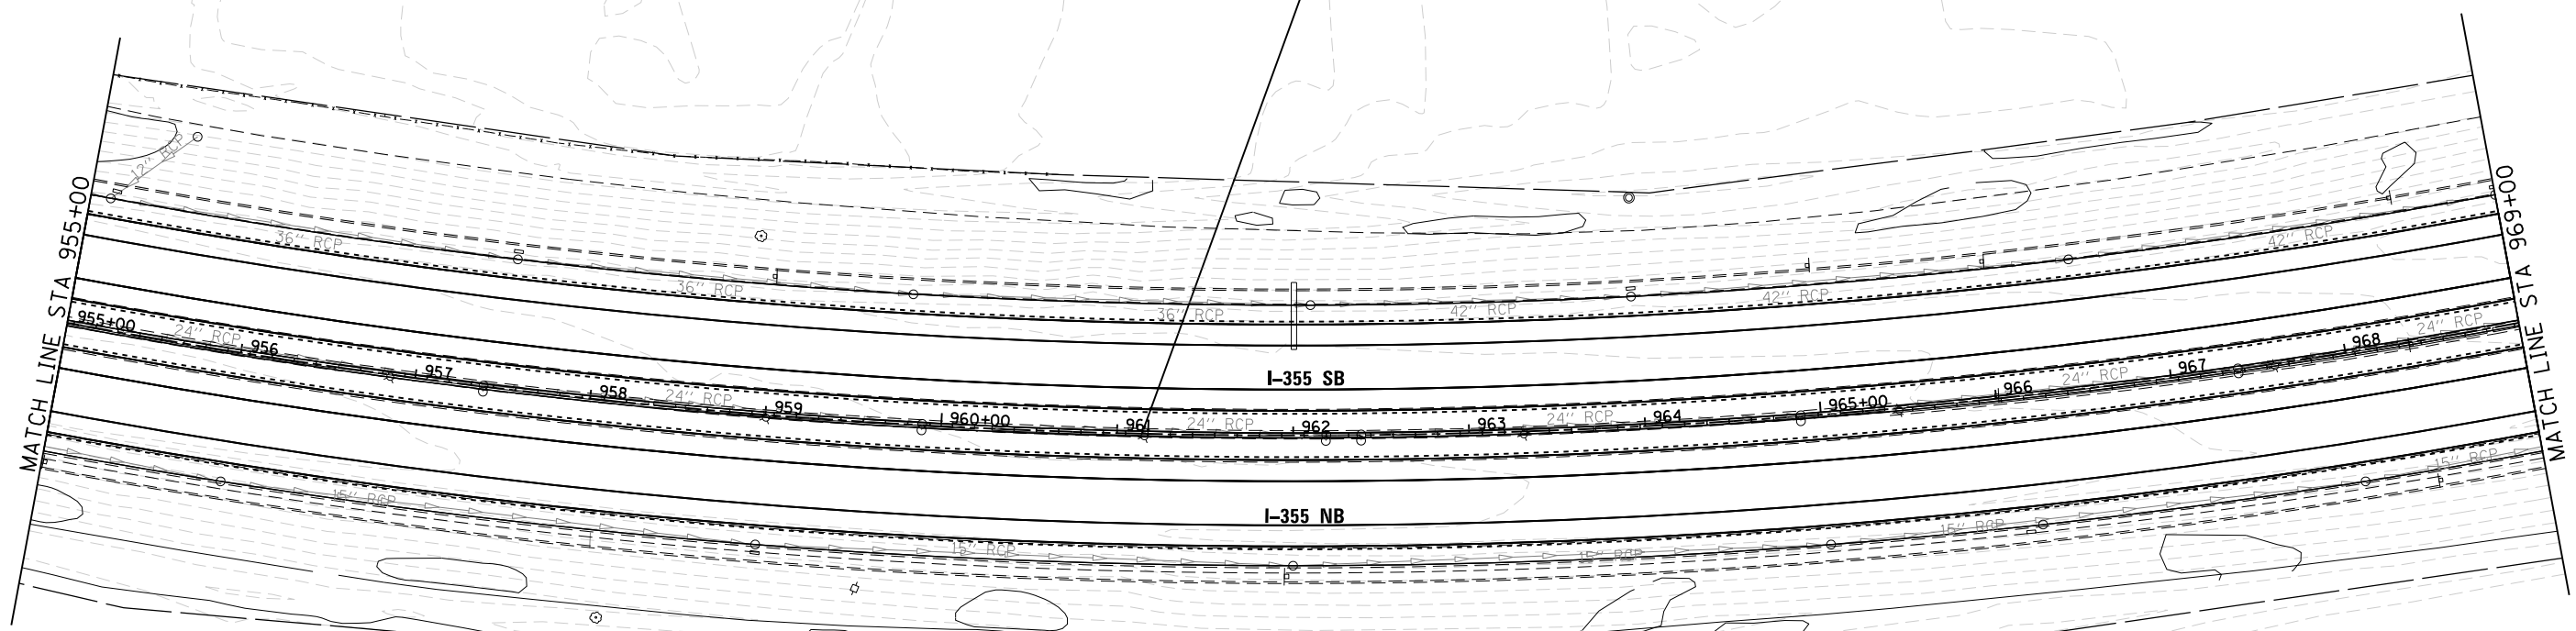 12'' RCP
MATCH LINE STA 955+00
MATCH LINE STA 969+00
36'' RCP
36'' RCP
36'' RCP
42'' RCP
42'' RCP
42'' RCP
955+00
24'' RCP
956
957
958
24'' RCP
959
960+00
961
24'' RCP
962
963
24'' RCP
964
965+00
966
24'' RCP
967
968
24'' RCP
I-355 SB
I-355 NB
15'' RCP
15'' RCP
15'' RCP
15'' RCP
15'' RCP